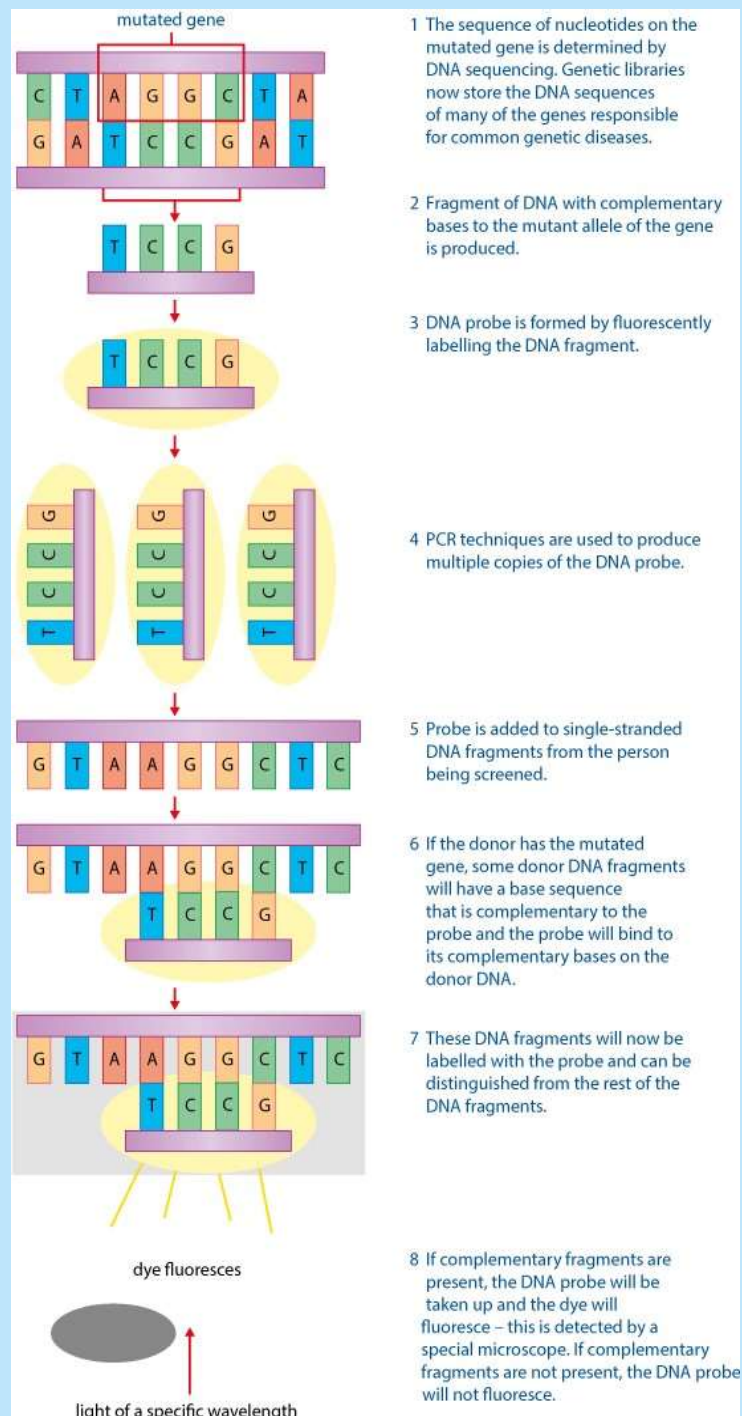 mutated gene
C T A G G C T A
G A T C C G A T
1 The sequence of nucleotides on the
mutated gene is determined by
DNA sequencing. Genetic libraries
now store the DNA sequences
of many of the genes responsible
for common genetic diseases.
T C C G
2 Fragment of DNA with complementary
bases to the mutant allele of the gene
is produced.
T C C G
3 DNA probe is formed by fluorescently
labelling the DNA fragment.
T C C G
T C C G
T C C G
4 PCR techniques are used to produce
multiple copies of the DNA probe.
G T A A G G C T C
5 Probe is added to single-stranded
DNA fragments from the person
being screened.
G T A A G G C T C
T C C G
6 If the donor has the mutated
gene, some donor DNA fragments
will have a base sequence
that is complementary to the
probe and the probe will bind to
its complementary bases on the
donor DNA.
G T A A G G C T C
T C C G
7 These DNA fragments will now be
labelled with the probe and can be
distinguished from the rest of the
DNA fragments.
dye fluoresces
8 If complementary fragments are
present, the DNA probe will be
taken up and the dye will
fluoresce – this is detected by a
special microscope. If complementary
fragments are not present, the DNA probe
will not fluoresce.
light of a specific wavelength